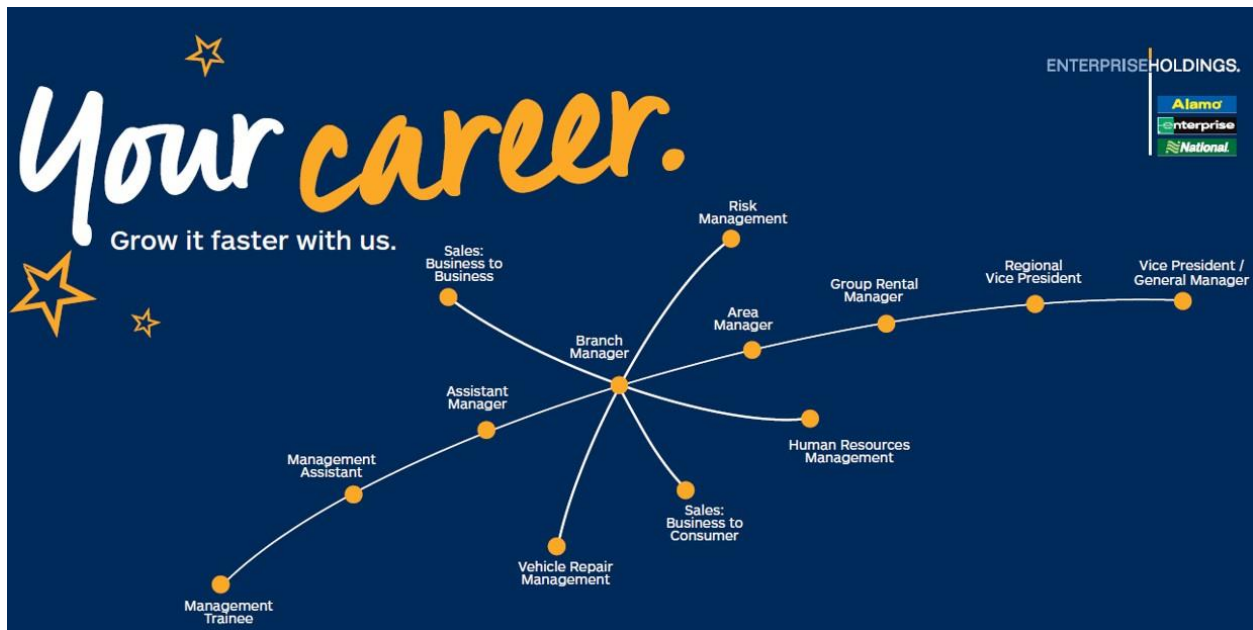 Your career.
Grow it faster with us.
ENTERPRISEHOLDINGS.
Alamo
enterprise
National.
Risk
Management
Sales:
Business to
Business
Regional
Vice President
Vice President /
General Manager
Group Rental
Manager
Area
Manager
Branch
Manager
Assistant
Manager
Human Resources
Management
Management
Assistant
Sales:
Business to
Consumer
Vehicle Repair
Management
Management
Trainee